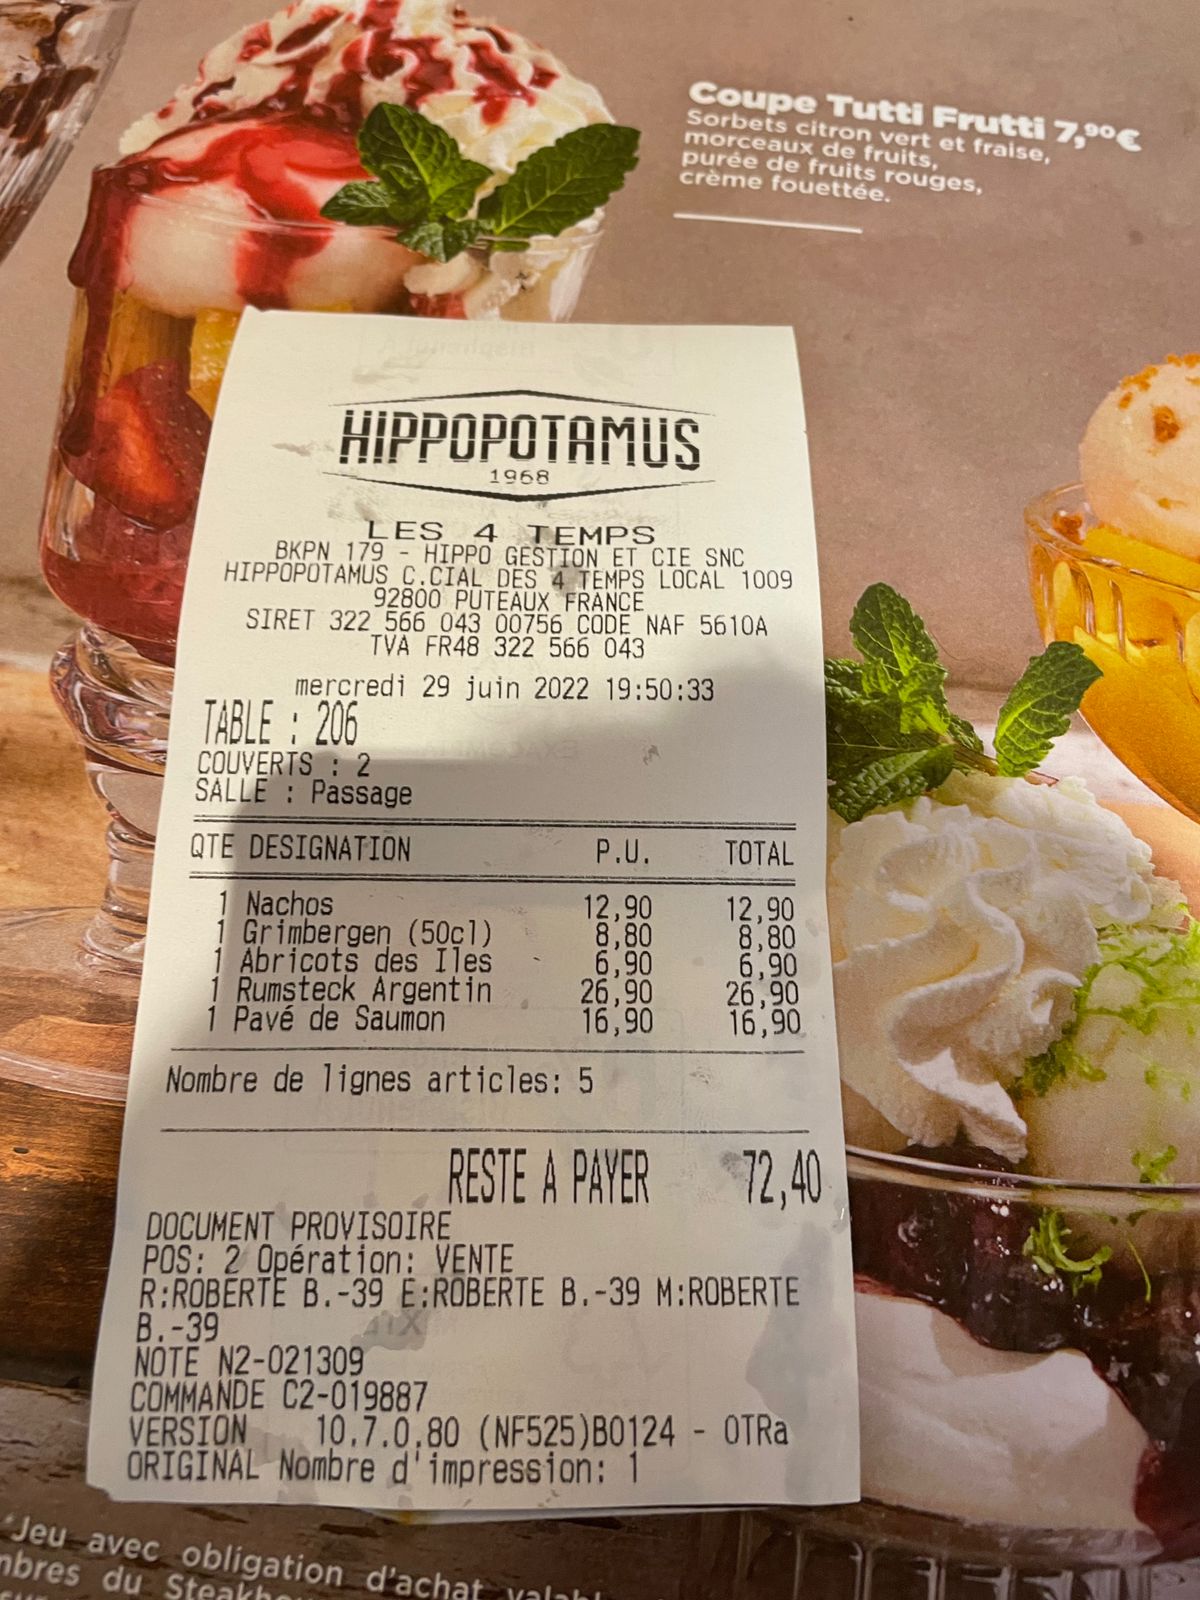 Coupe Tutti Frutti 7,90€
Sorbets citron vert et fraise,
morceaux de fruits,
purée de fruits rouges,
crème fouettée.
HIPPOPOTAMUS
1968
LES 4 TEMPS
BKPN 179 - HIPPO GESTION ET CIE SNC
HIPPOPOTAMUS C.CIAL DES 4 TEMPS LOCAL 1009
92800 PUTEAUX FRANCE
SIRET 322 566 043 00756 CODE NAF 5610A
TVA FR48 322 566 043
mercredi 29 juin 2022 19:50:33
TABLE : 206
COUVERTS : 2
SALLE : Passage
QTE DESIGNATION P.U. TOTAL
1 Nachos 12,90 12,90
1 Grimbergen (50cl) 8,80 8,80
1 Abricots des Iles 6,90 6,90
1 Rumsteck Argentin 26,90 26,90
1 Pavé de Saumon 16,90 16,90
Nombre de lignes articles: 5
RESTE A PAYER 72,40
DOCUMENT PROVISOIRE
POS: 2 Opération: VENTE
R:ROBERTE B.-39 E:ROBERTE B.-39 M:ROBERTE
B.-39
NOTE N2-021309
COMMANDE C2-019887
VERSION 10.7.0.80 (NF525)B0124 - OTRa
ORIGINAL Nombre d'impression: 1
*Jeu avec obligation d'achat
du